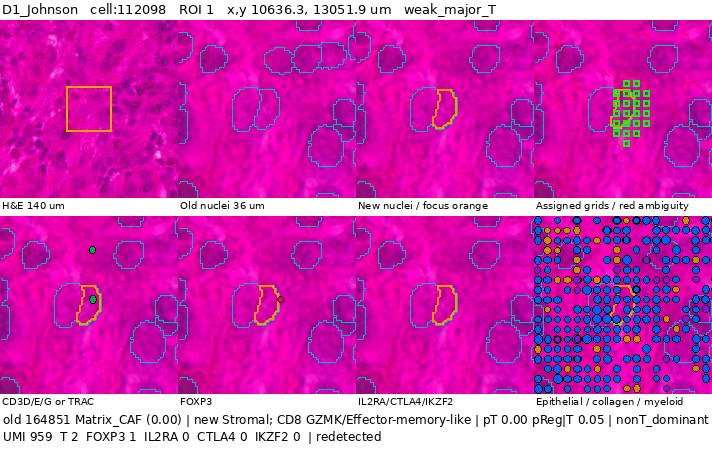 D1_Johnson   cell:112098   ROI 1   x,y 10636.3, 13051.9 um   weak_major_T
H&E 140 um
Old nuclei 36 um
New nuclei / focus orange
Assigned grids / red ambiguity
CD3D/E/G or TRAC
FOXP3
IL2RA/CTLA4/IKZF2
Epithelial / collagen / myeloid
old 164851 Matrix_CAF (0.00) | new Stromal; CD8 GZMK/Effector-memory-like | pT 0.00 pReg|T 0.05 | nonT_dominant
UMI 959  T 2  FOXP3 1  IL2RA 0  CTLA4 0  IKZF2 0  | redetected